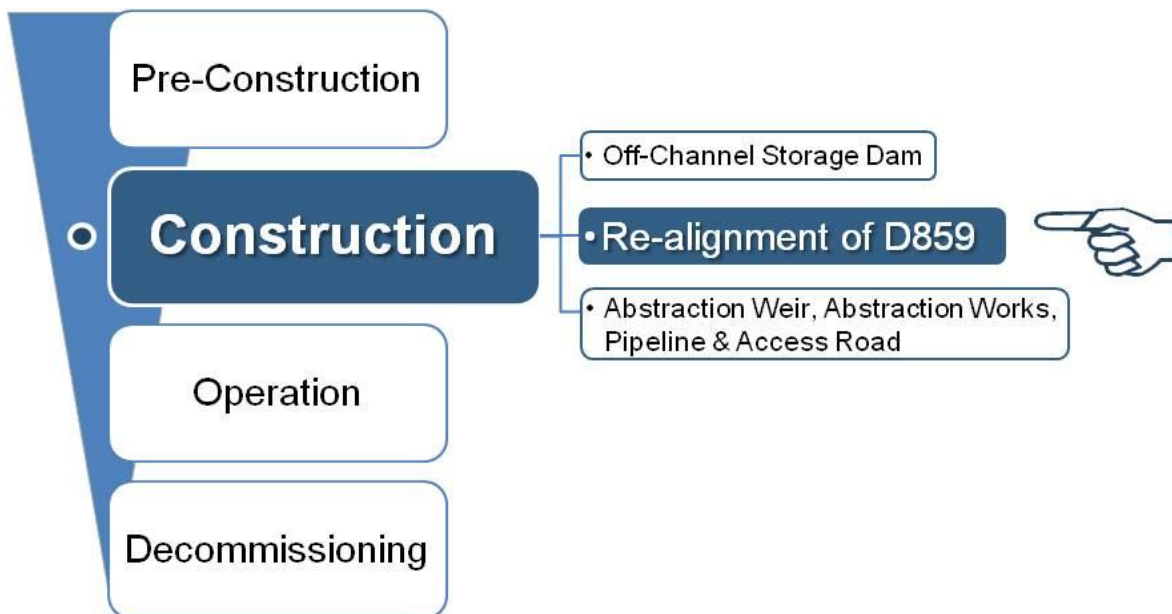 Pre-Construction
Construction
• Off-Channel Storage Dam
• Re-alignment of D859
• Abstraction Weir, Abstraction Works,
Pipeline & Access Road
Operation
Decommissioning